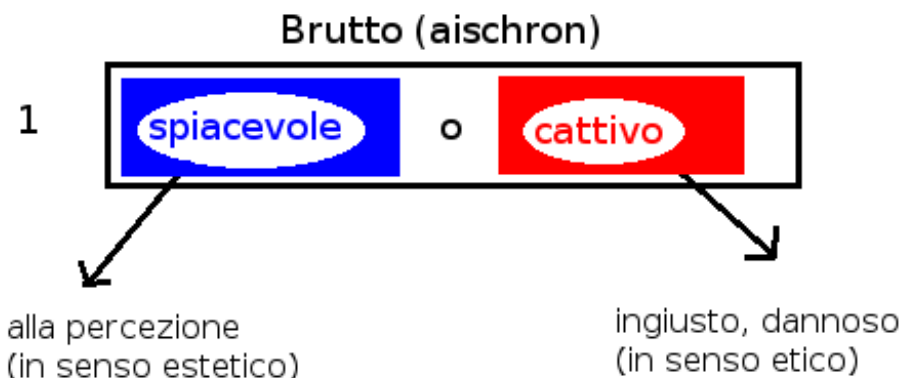 Brutto (aischron)
1 spiacevole o cattivo
alla percezione
(in senso estetico)
ingiusto, dannoso
(in senso etico)